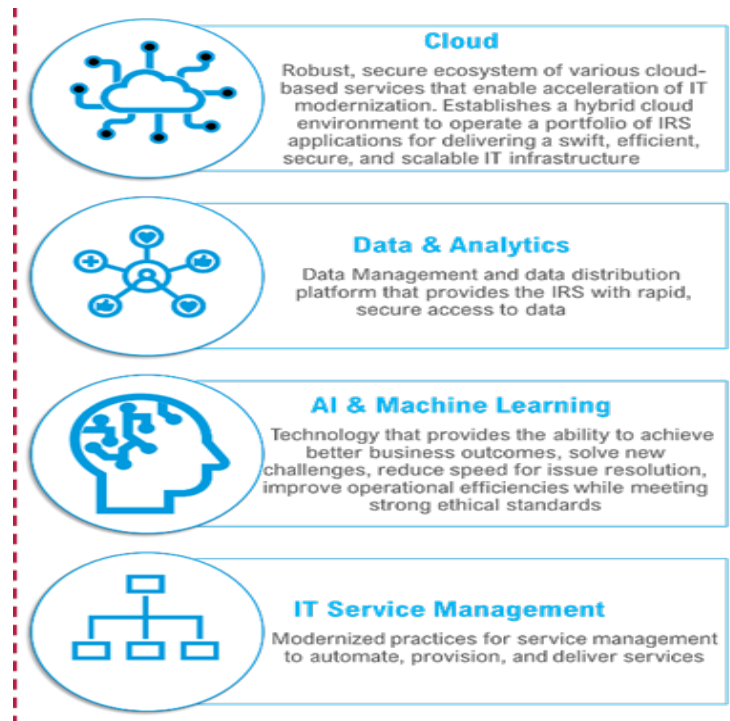 Cloud
Robust, secure ecosystem of various cloud-
based services that enable acceleration of IT
modernization. Establishes a hybrid cloud
environment to operate a portfolio of IRS
applications for delivering a swift, efficient,
secure, and scalable IT infrastructure
Data & Analytics
Data Management and data distribution
platform that provides the IRS with rapid,
secure access to data
AI & Machine Learning
Technology that provides the ability to achieve
better business outcomes, solve new
challenges, reduce speed for issue resolution,
improve operational efficiencies while meeting
strong ethical standards
IT Service Management
Modernized practices for service management
to automate, provision, and deliver services